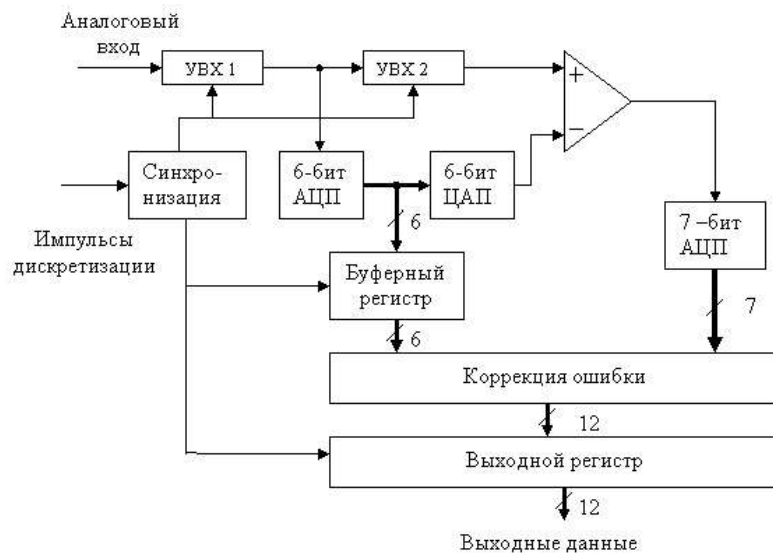 Аналоговый
вход
УВХ 1
УВХ 2
+
−
Синхро-
низация
6-бит
АЦП
6-бит
ЦАП
7 –бит
АЦП
6
Импульсы
дискретизации
Буферный
регистр
7
6
Коррекция ошибки
12
Выходной регистр
12
Выходные данные